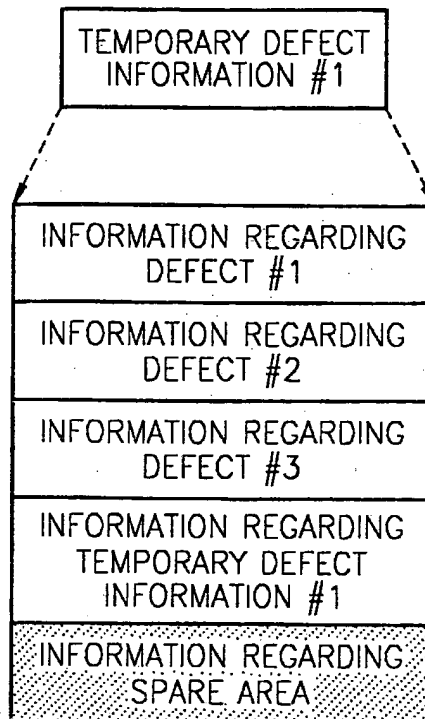 TEMPORARY DEFECT
INFORMATION #1
INFORMATION REGARDING
DEFECT #1
INFORMATION REGARDING
DEFECT #2
INFORMATION REGARDING
DEFECT #3
INFORMATION REGARDING
TEMPORARY DEFECT
INFORMATION #1
INFORMATION REGARDING
SPARE AREA